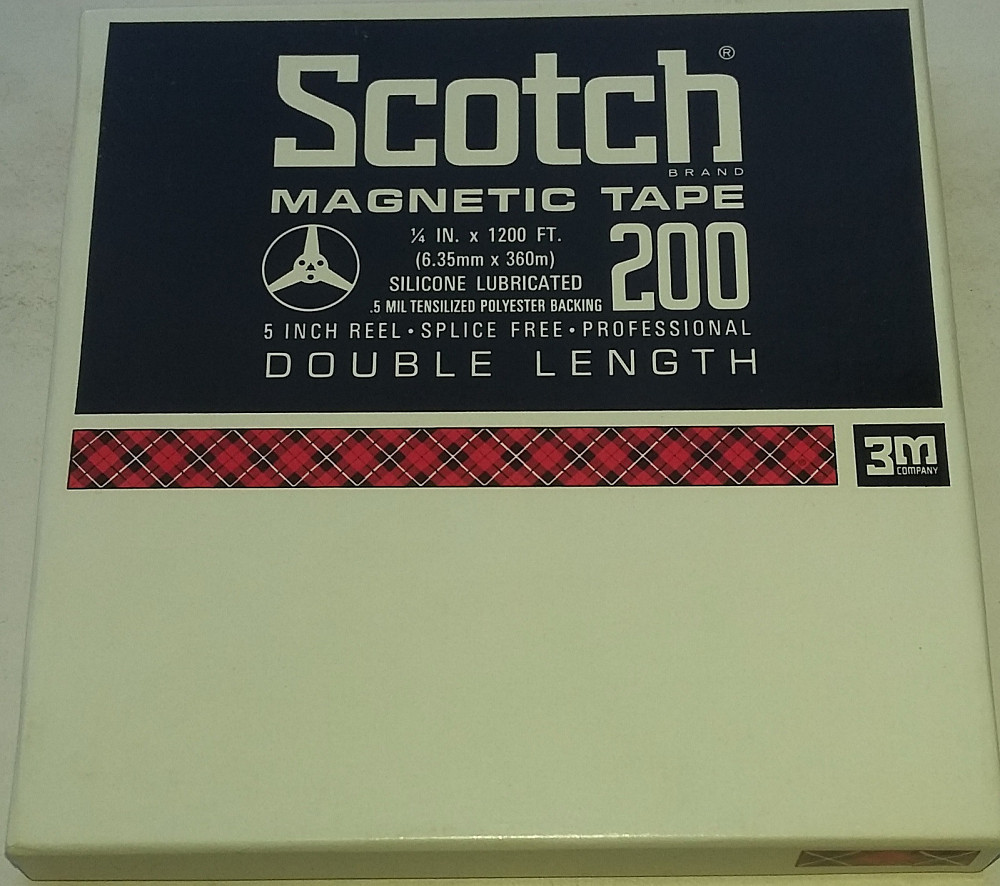 Scotch®
BRAND
MAGNETIC TAPE
¼ IN. x 1200 FT.
(6.35mm x 360m)
SILICONE LUBRICATED
.5 MIL TENSILIZED POLYESTER BACKING
200
5 INCH REEL • SPLICE FREE • PROFESSIONAL
DOUBLE LENGTH
3M
COMPANY